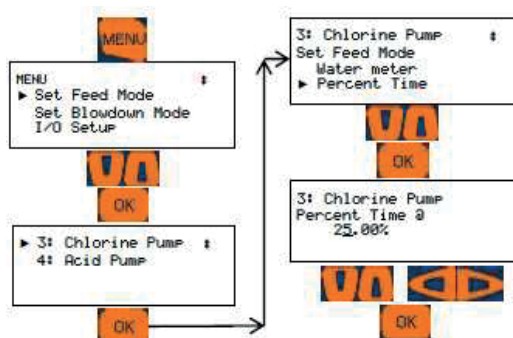 MENU
MENU
Set Feed Mode
Set Blowdown Mode
I/O Setup
OK
3: Chlorine Pump
4: Acid Pump
OK
3: Chlorine Pump
Set Feed Mode
Water meter
Percent Time
OK
3: Chlorine Pump
Percent Time @
25.00%
OK